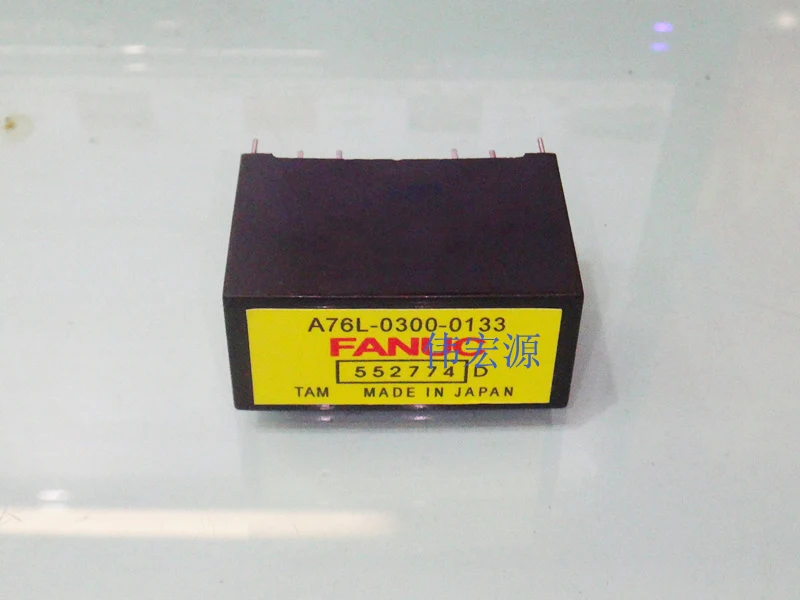 A76L-0300-0133
FANUC
伟宏源
552774 D
TAM MADE IN JAPAN